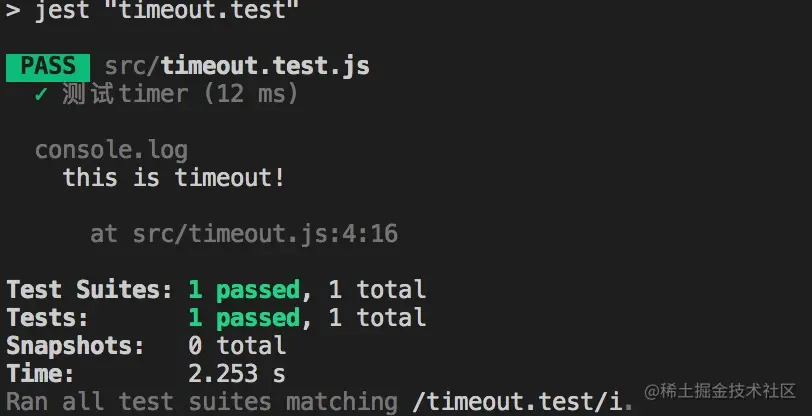 > jest "timeout.test"
PASS src/timeout.test.js
✓ 测试timer (12 ms)
console.log
this is timeout!
at src/timeout.js:4:16
Test Suites: 1 passed, 1 total
Tests: 1 passed, 1 total
Snapshots: 0 total
Time: 2.253 s
Ran all test suites matching /timeout.test/i.
@稀土掘金技术社区